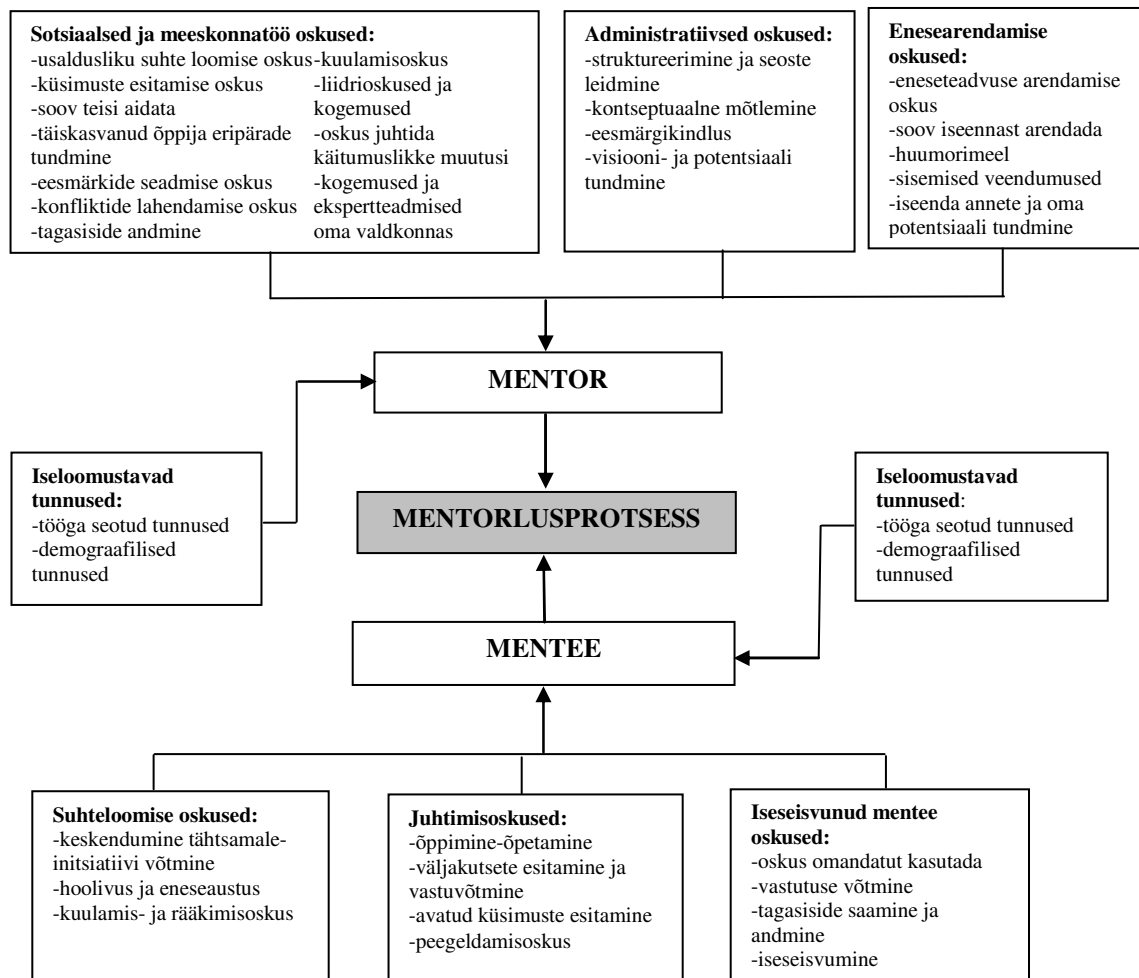 Sotsiaalsed ja meeskonnatöö oskused:
-usaldusliku suhte loomise oskus
-küsimuste esitamise oskus
-soov teisi aidata
-täiskasvanud õppija eripärade
tundmine
-eesmärkide seadmise oskus
-konfliktide lahendamise oskus
-tagasiside andmine
-kuulamisoskus
-liidrioskused ja
kogemused
-oskus juhtida
käitumuslikke muutusi
-kogemused ja
ekspertteadmised
oma valdkonnas
Administratiivsed oskused:
-struktureerimine ja seoste
leidmine
-kontseptuaalne mõtlemine
-eesmärgikindlus
-visiooni- ja potentsiaali
tundmine
Enesearendamise
oskused:
-eneseteadvuse arendamise
oskus
-soov iseennast arendada
-huumorimeel
-sisemised veendumused
-iseenda annete ja oma
potentsiaali tundmine
MENTOR
Iseloomustavad
tunnused:
-tööga seotud tunnused
-demograafilised
tunnused
MENTORLUSPROTSESS
Iseloomustavad
tunnused:
-tööga seotud tunnused
-demograafilised
tunnused
MENTEE
Suhteloomise oskused:
-keskendumine tähtsamale-
initsiatiivi võtmine
-hoolivus ja eneseaustus
-kuulamis- ja rääkimisoskus
Juhtimisoskused:
-õppimine-õpetamine
-väljakutsete esitamine ja
vastuvõtmine
-avatud küsimuste esitamine
-peegeldamisoskus
Iseseisvunud mentee
oskused:
-oskus omandatut kasutada
-vastutuse võtmine
-tagasiside saamine ja
andmine
-iseseisvumine